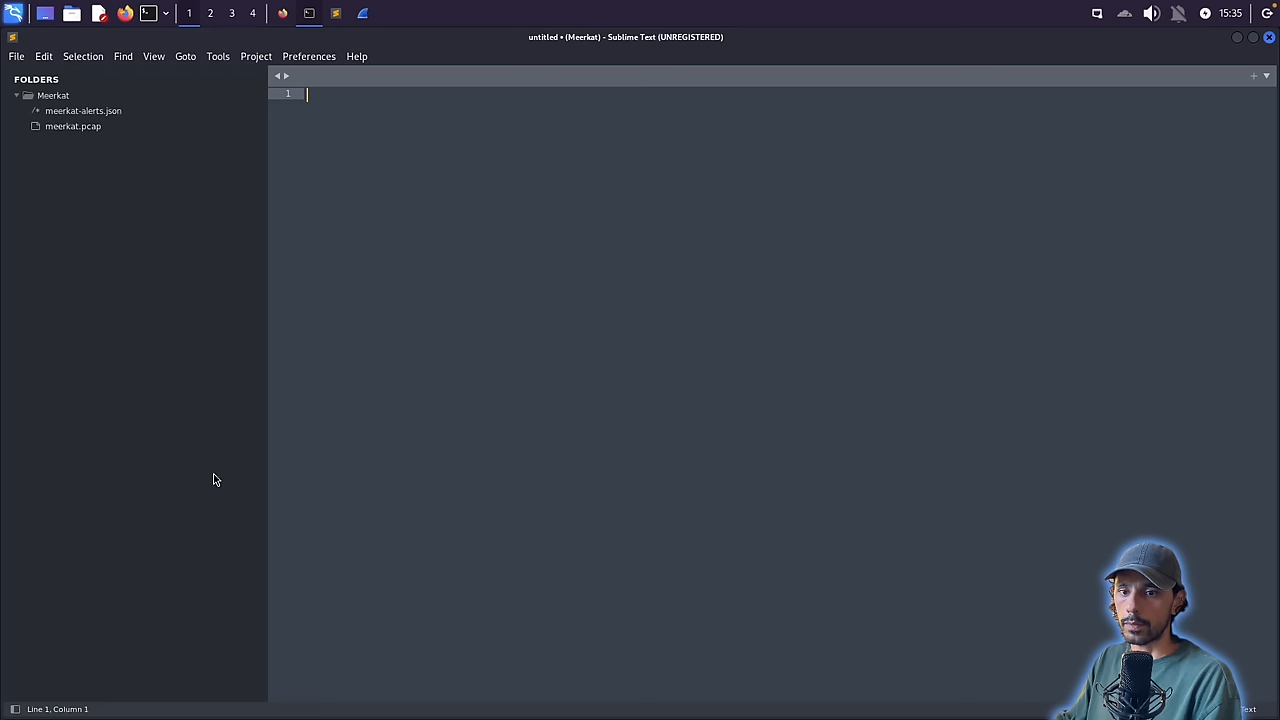 1 2 3 4
15:35
untitled • (Meerkat) - Sublime Text (UNREGISTERED)
File Edit Selection Find View Goto Tools Project Preferences Help
FOLDERS
Meerkat
/* meerkat-alerts.json
meerkat.pcap
1
Line 1, Column 1